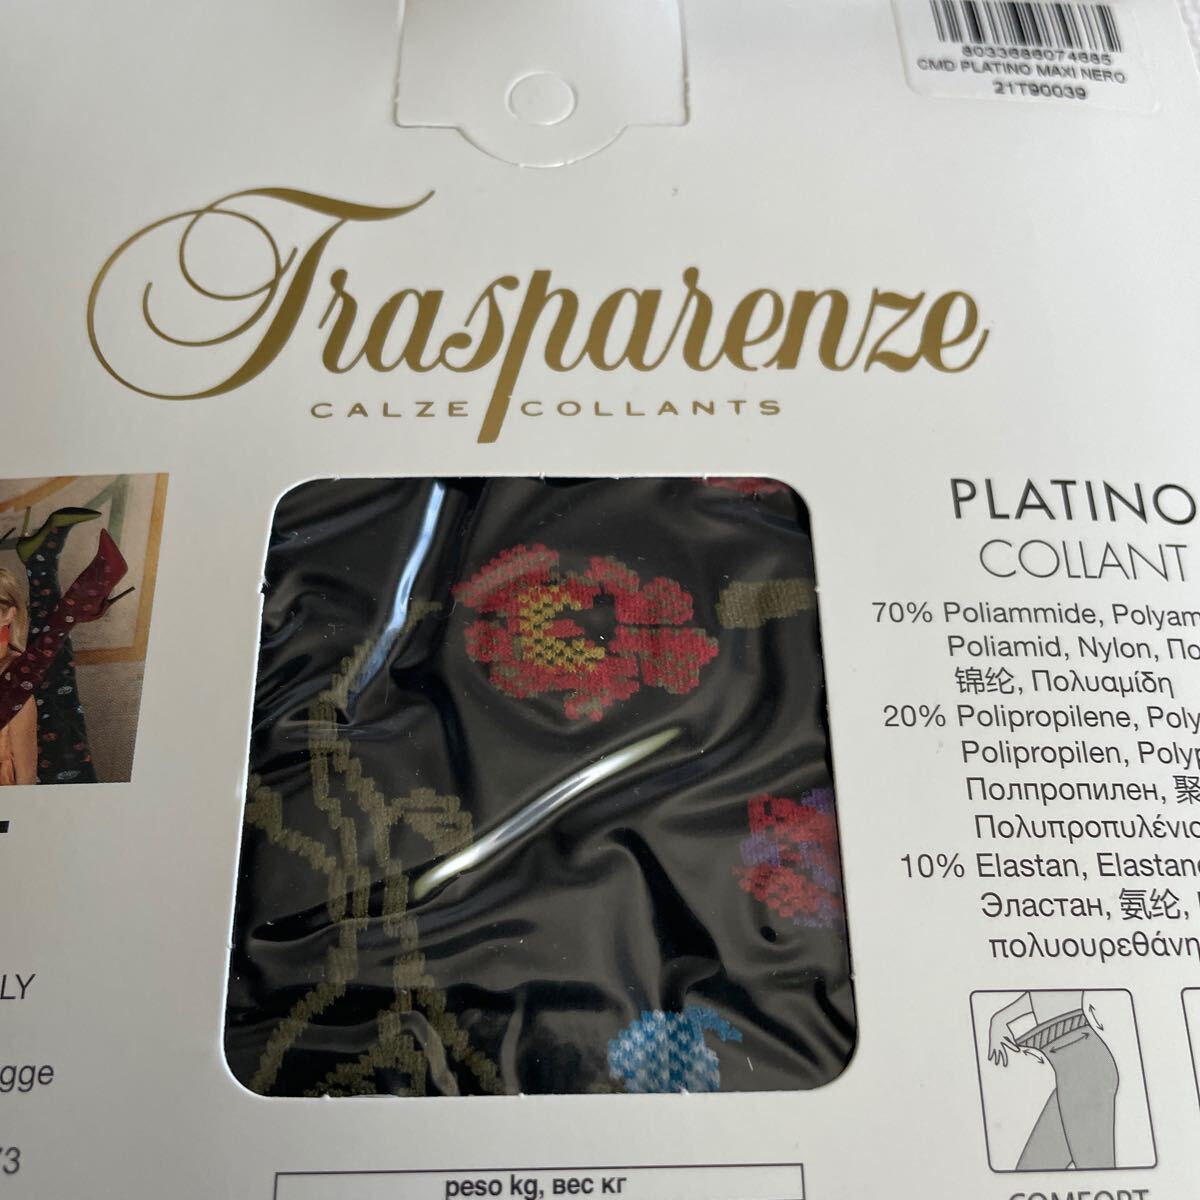 8033686074685
CMD PLATINO MAXI NERO
21T90039
Trasparenze
CALZE COLLANTS
PLATINO
COLLANT
70% Poliammide, Polyam
Poliamid, Nylon, По
锦纶, Πολυαμίδη
20% Polipropilene, Poly
Polipropilen, Polyp
Полпропилен, 聚
Πολυπροπυλένιο
10% Elastan, Elastane
Эластан, 氨纶,
πολυουρεθάνη
LY
gge
73
peso kg, вес кг
COMFORT